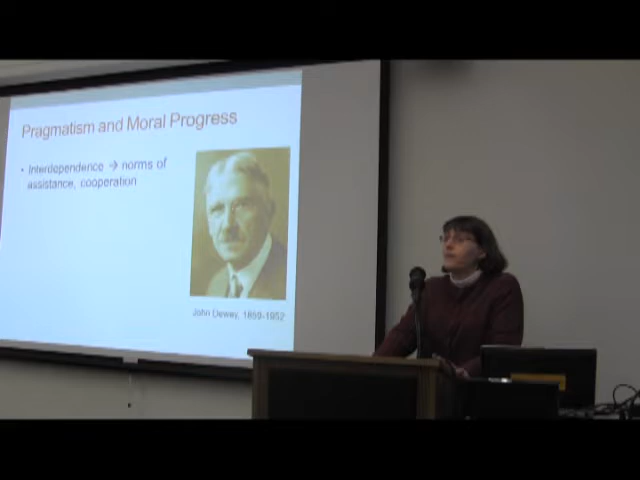 Pragmatism and Moral Progress
• Interdependence → norms of
assistance, cooperation
John Dewey, 1859-1952